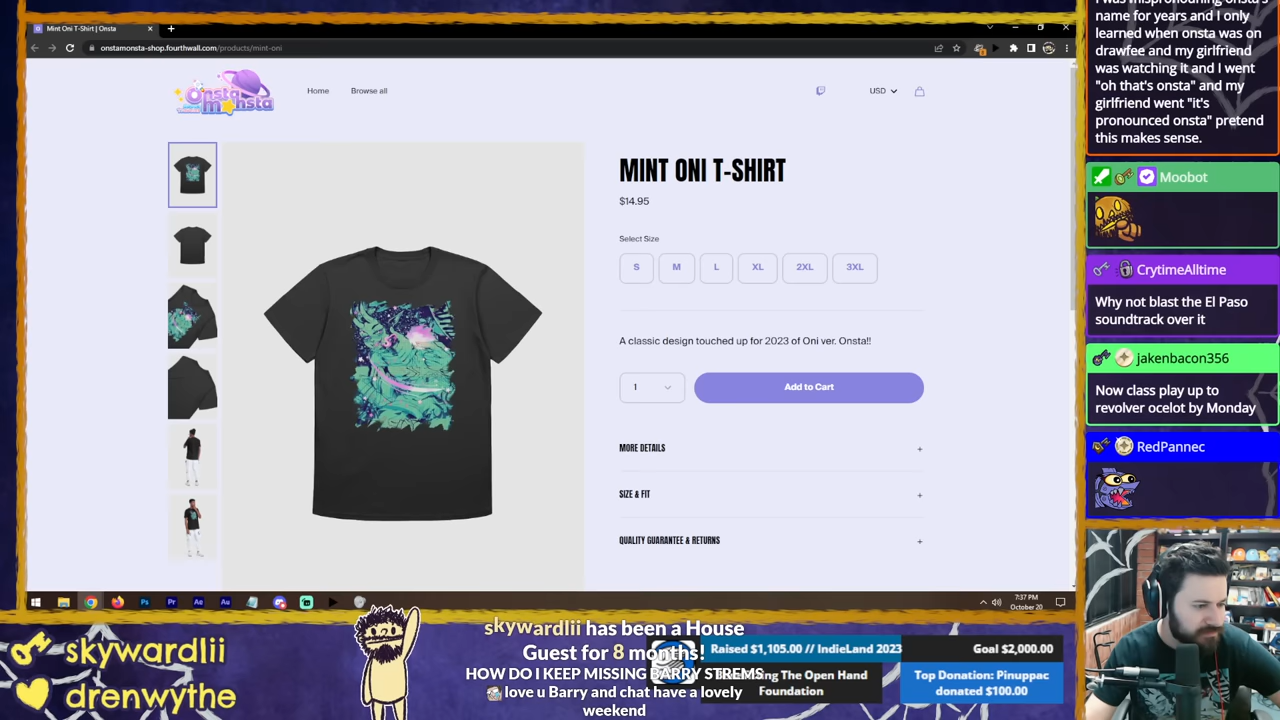 Mint Oni T-Shirt | Onsta
onstamonsta-shop.fourthwall.com/products/mint-oni
Onsta
Monsta
Home
Browse all
USD
MINT ONI T-SHIRT
$14.95
Select Size
S
M
L
XL
2XL
3XL
A classic design touched up for 2023 of Oni ver. Onsta!!
1
Add to Cart
MORE DETAILS
SIZE & FIT
QUALITY GUARANTEE & RETURNS
7:37 PM
October 20
I was mispronouning onsta's
name for years and I only
learned when onsta was on
drawfee and my girlfriend
was watching it and I went
"oh that's onsta" and my
girlfriend went "it's
pronounced onsta" pretend
this makes sense.
Moobot
CrytimeAlltime
Why not blast the El Paso
soundtrack over it
jakenbacon356
Now class play up to
revolver ocelot by Monday
RedPannec
skywardlii
drenwythe
skywardlii has been a House
Guest for 8 months!
HOW DO I KEEP MISSING BARRY STREMS
love u Barry and chat have a lovely
weekend
Raised $1,105.00 // IndieLand 2023
Goal $2,000.00
The Open Hand
Foundation
Top Donation: Pinuppac
donated $100.00